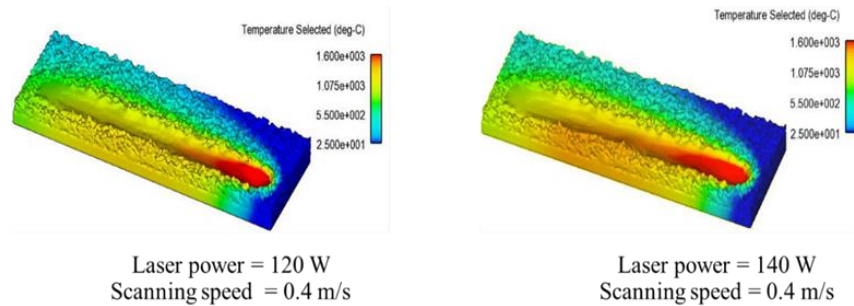 Temperature Selected (deg-C)
1.600e+003
1.075e+003
5.500e+002
2.500e+001
Laser power = 120 W
Scanning speed = 0.4 m/s
Temperature Selected (deg-C)
1.600e+003
1.075e+003
5.500e+002
2.500e+001
Laser power = 140 W
Scanning speed = 0.4 m/s